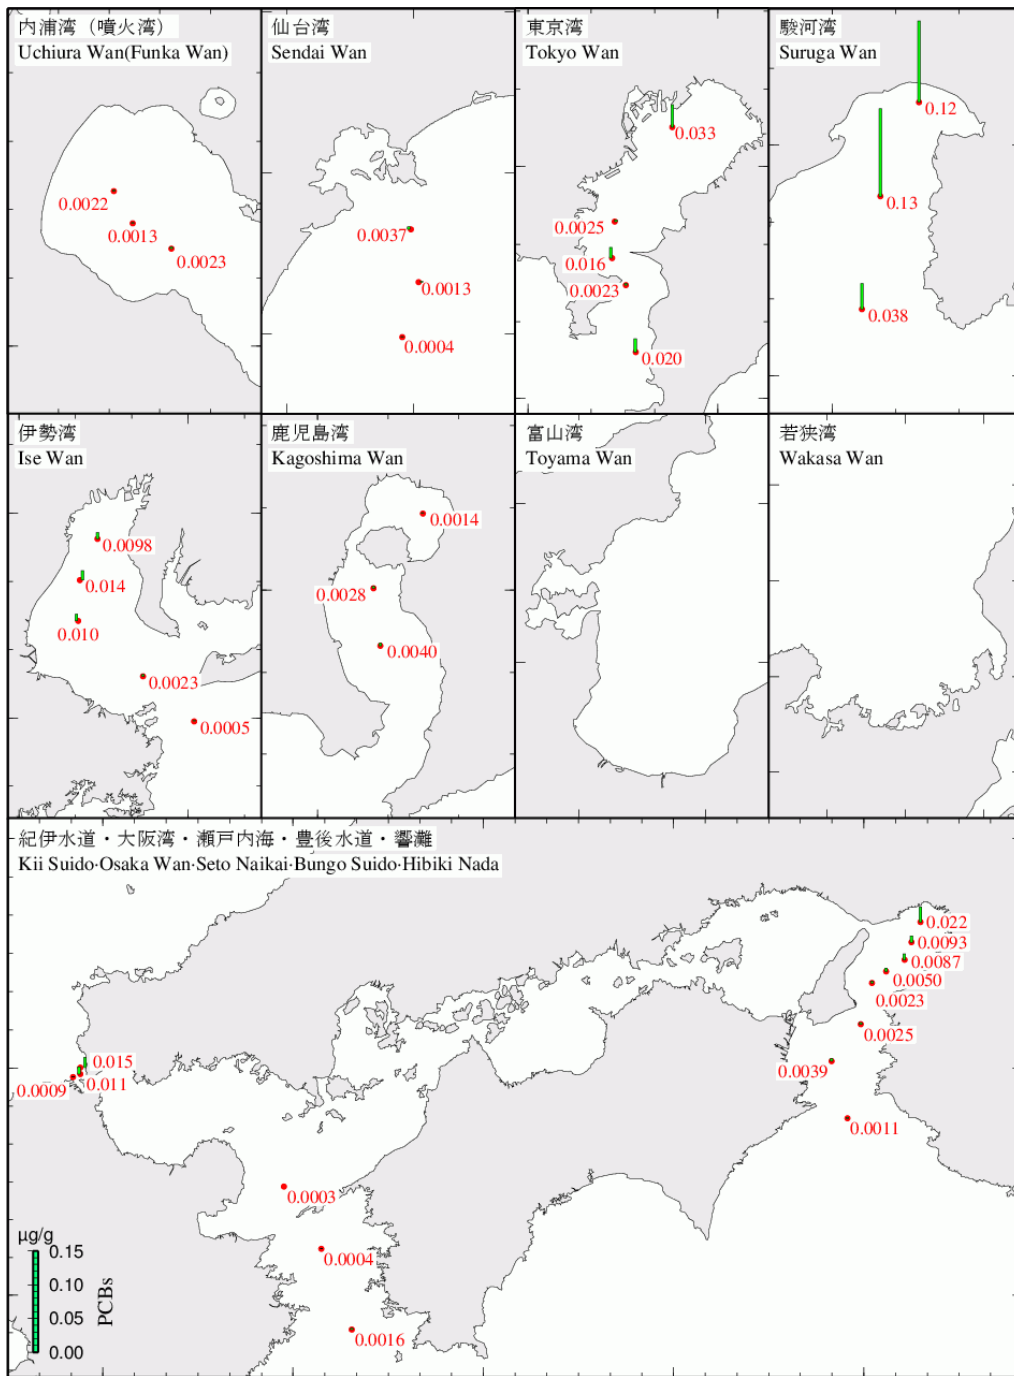 内浦湾（噴火湾）
Uchiura Wan(Funka Wan)
0.0022
0.0013
0.0023
仙台湾
Sendai Wan
0.0037
0.0013
0.0004
東京湾
Tokyo Wan
0.033
0.0025
0.016
0.0023
0.020
駿河湾
Suruga Wan
0.12
0.13
0.038
伊勢湾
Ise Wan
0.0098
0.014
0.010
0.0023
0.0005
鹿児島湾
Kagoshima Wan
0.0014
0.0028
0.0040
富山湾
Toyama Wan
若狭湾
Wakasa Wan
紀伊水道・大阪湾・瀬戸内海・豊後水道・響灘
Kii Suido·Osaka Wan·Seto Naikai·Bungo Suido·Hibiki Nada
0.022
0.0093
0.0087
0.0050
0.0023
0.0025
0.0039
0.0011
0.015
0.011
0.0009
0.0003
0.0004
0.0016
µg/g
0.15
0.10
0.05
0.00
PCBs